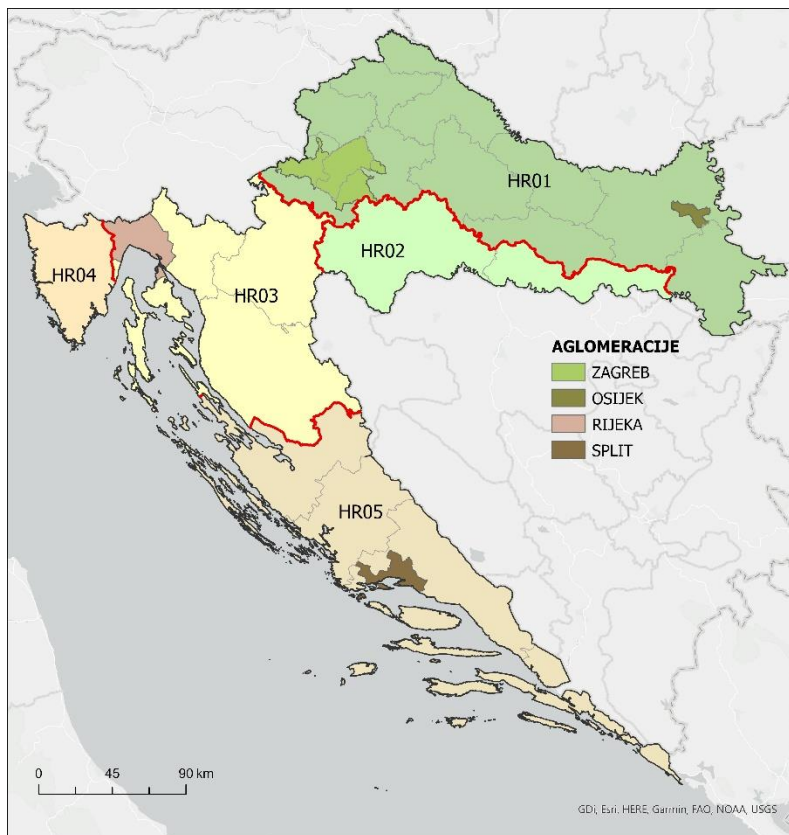 HR01
HR02
HR04
HR03
AGLOMERACIJE
ZAGREB
OSIJEK
RIJEKA
SPLIT
HR05
0 45 90 km
GDi, Esri, HERE, Garmin, FAO, NOAA, USGS